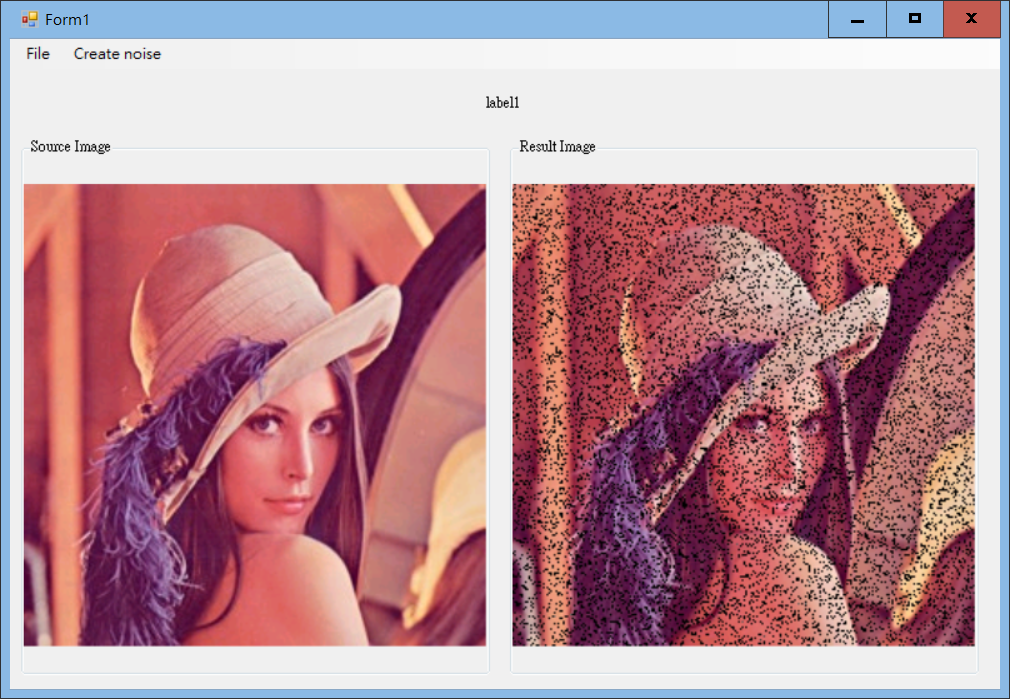 Form1
File Create noise
label1
Source Image
Result Image